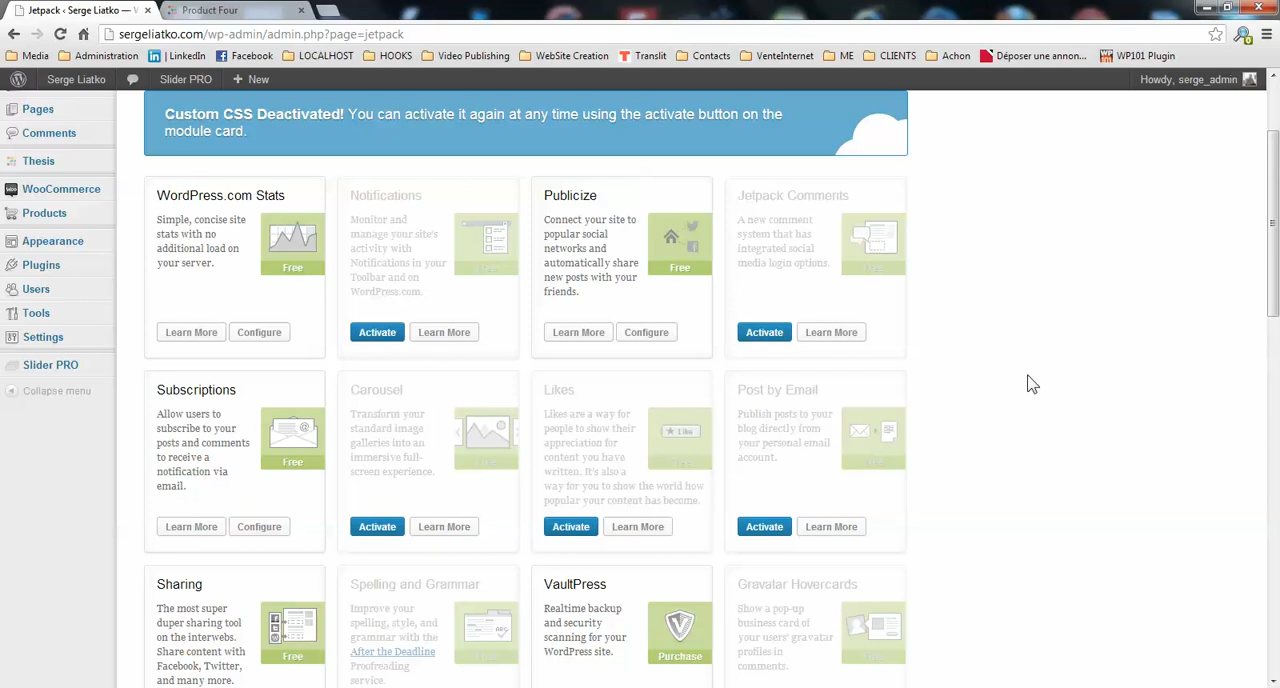 Jetpack ‹ Serge Liatko — W
Product Four
sergeliatko.com/wp-admin/admin.php?page=jetpack
Media
Administration
LinkedIn
Facebook
LOCALHOST
HOOKS
Video Publishing
WebSite Creation
Translit
Contacts
VenteInternet
ME
CLIENTS
Achon
Déposer une annon...
WP101 Plugin
Serge Liatko
Slider PRO
+ New
Howdy, serge_admin
Pages
Comments
Thesis
WooCommerce
Products
Appearance
Plugins
Users
Tools
Settings
Slider PRO
Collapse menu
Custom CSS Deactivated! You can activate it again at any time using the activate button on the
module card.
WordPress.com Stats
Simple, concise site
stats with no
additional load on
your server.
Free
Learn More
Configure
Notifications
Monitor and
manage your site's
activity with
Notifications in your
Toolbar and on
WordPress.com.
Free
Activate
Learn More
Publicize
Connect your site to
popular social
networks and
automatically share
new posts with your
friends.
Free
Learn More
Configure
Jetpack Comments
A new comment
system that has
integrated social
media login options.
Free
Activate
Learn More
Subscriptions
Allow users to
subscribe to your
posts and comments
to receive a
notification via
email.
Free
Learn More
Configure
Carousel
Transform your
standard image
galleries into an
immersive full-
screen experience.
Free
Activate
Learn More
Likes
Likes are a way for
people to show their
appreciation for
content you have
written. It's also a
way for you to show the world how
popular your content has become.
Like
Free
Activate
Learn More
Post by Email
Publish posts to your
blog directly from
your personal email
account.
Free
Activate
Learn More
Sharing
The most super
duper sharing tool
on the interwebs.
Share content with
Facebook, Twitter,
and many more.
Free
Spelling and Grammar
Improve your
spelling, style, and
grammar with the
After the Deadline
Proofreading
service.
Free
VaultPress
Realtime backup
and security
scanning for your
WordPress site.
Purchase
Gravatar Hovercards
Show a pop-up
business card of
your users' gravatar
profiles in
comments.
Free